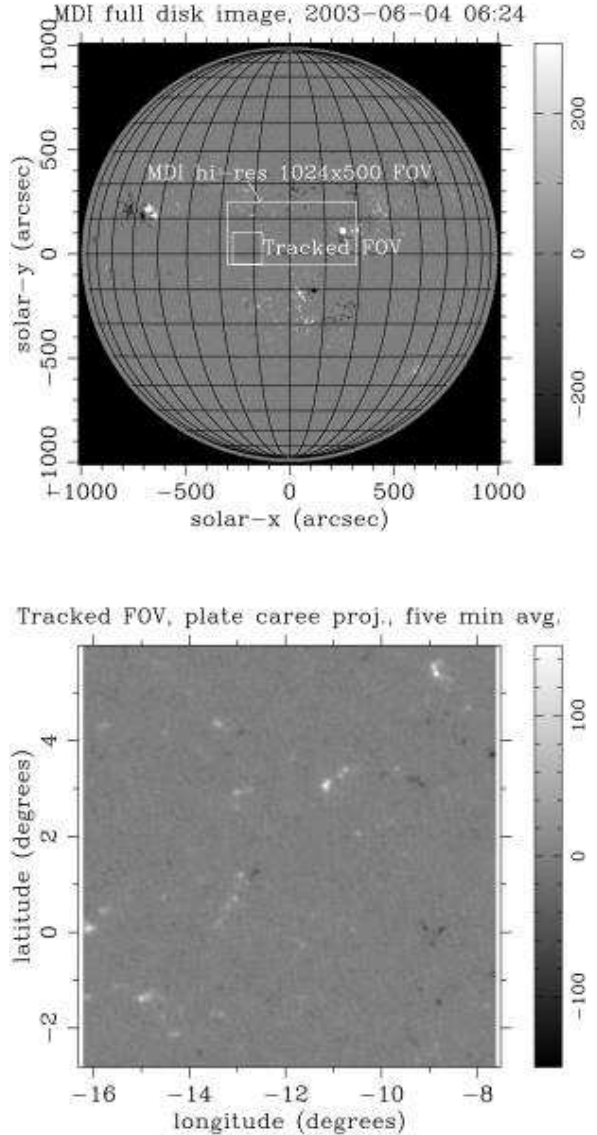 MDI full disk image, 2003-06-04 06:24
1000
500
0
-500
-1000
solar-y (arcsec)
MDI hi-res 1024x500 FOV
Tracked FOV
200
0
-200
-1000 -500 0 500 1000
solar-x (arcsec)
Tracked FOV, plate caree proj., five min avg.
4
2
0
-2
latitude (degrees)
100
0
-100
-16 -14 -12 -10 -8
longitude (degrees)